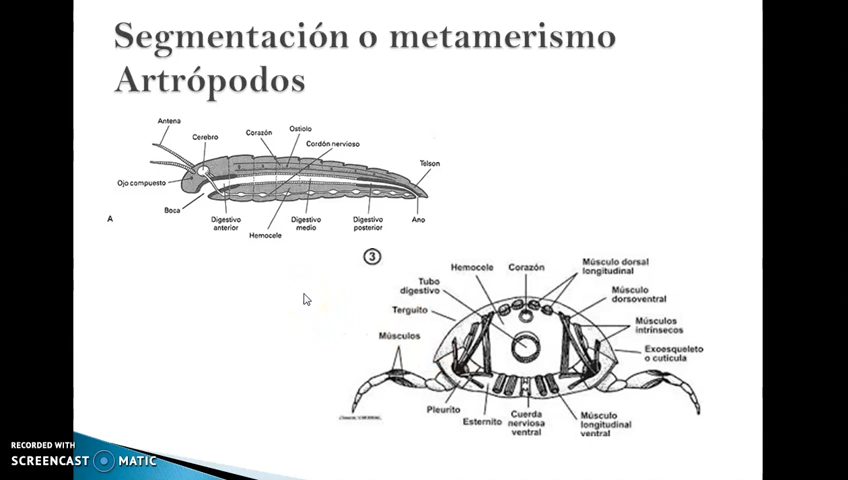 Segmentación o metamerismo
Artrópodos
Antena
Cerebro
Corazón
Ostiolo
Cordón nervioso
Telson
Ojo compuesto
Boca
Digestivo
anterior
Hemocele
Digestivo
medio
Digestivo
posterior
Ano
A
3
Hemocele
Corazón
Músculo dorsal
longitudinal
Tubo
digestivo
Músculo
dorsoventral
Terguito
Músculos
intrínsecos
Músculos
Exoesqueleto
o cutícula
Pleurito
Esternito
Cuerda
nerviosa
ventral
Músculo
longitudinal
ventral
RECORDED WITH
SCREENCAST MATIC